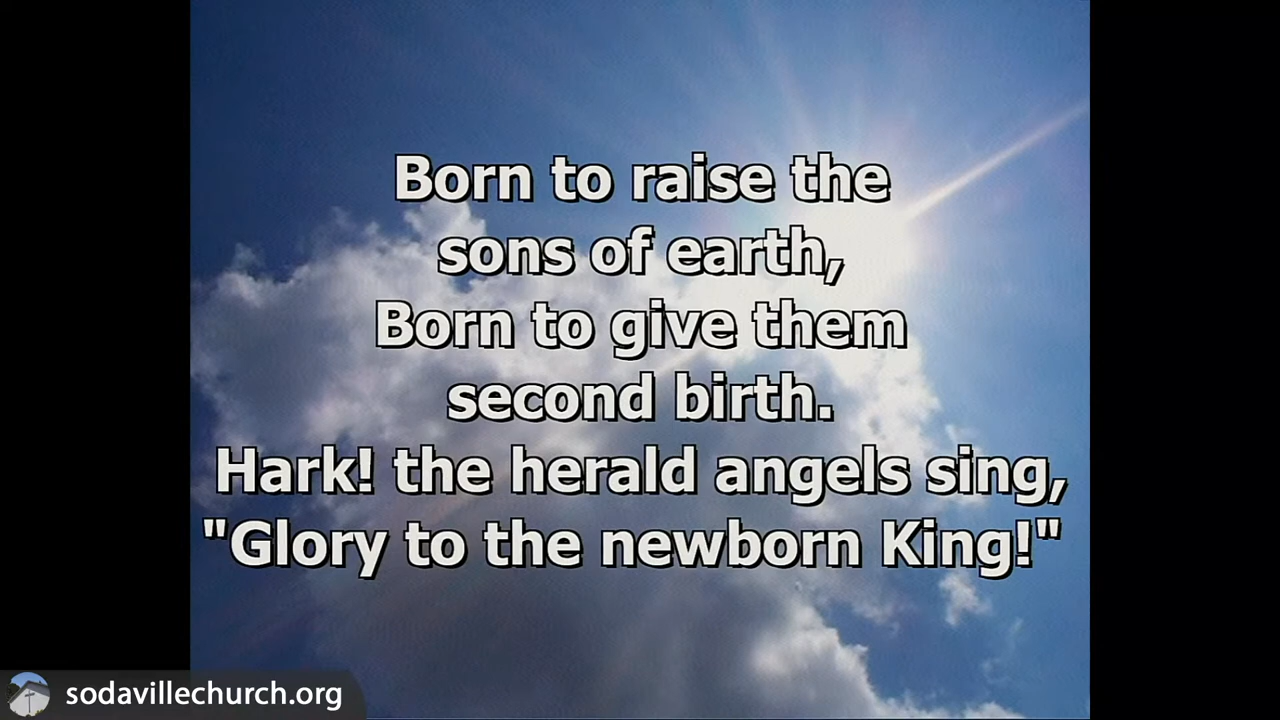 Born to raise the
sons of earth,
Born to give them
second birth.
Hark! the herald angels sing,
"Glory to the newborn King!"
sodavillechurch.org